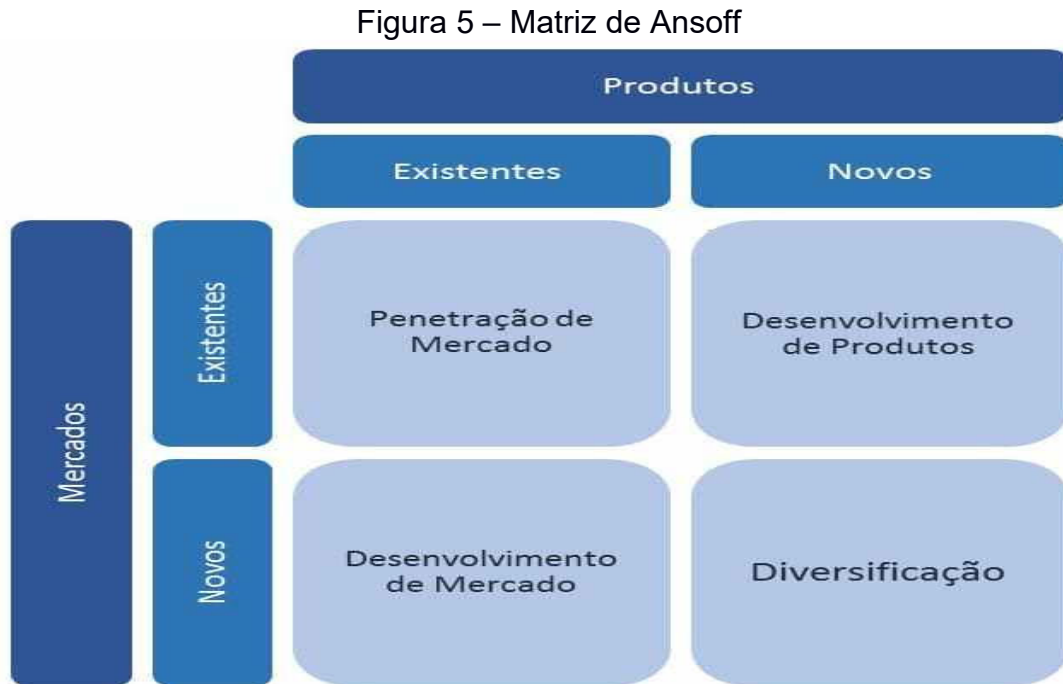 Figura 5 – Matriz de Ansoff
Produtos
Existentes
Novos
Mercados
Existentes
Penetração de
Mercado
Desenvolvimento
de Produtos
Novos
Desenvolvimento
de Mercado
Diversificação